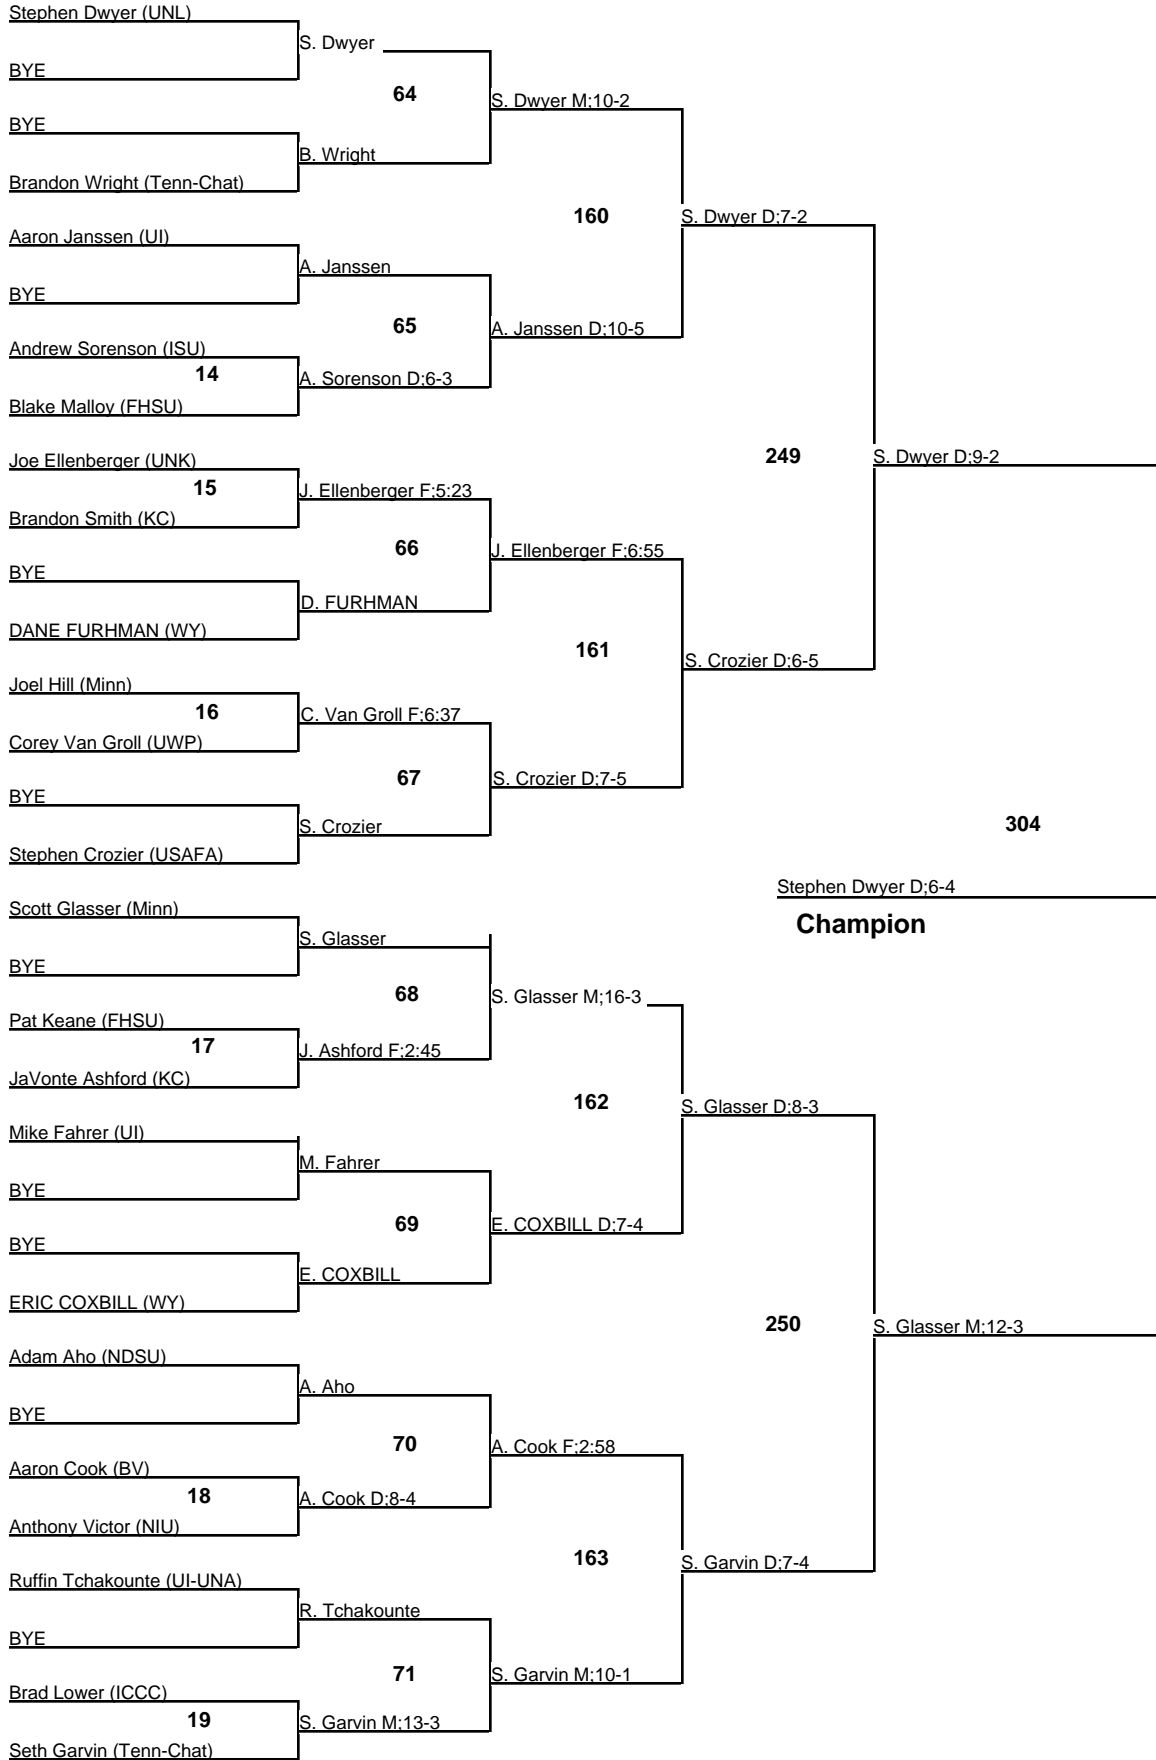 Stephen Dwyer (UNL)
S. Dwyer
BYE
64
S. Dwyer M;10-2
BYE
B. Wright
Brandon Wright (Tenn-Chat)
160
S. Dwyer D;7-2
Aaron Janssen (UI)
A. Janssen
BYE
65
A. Janssen D;10-5
Andrew Sorenson (ISU)
14
A. Sorenson D;6-3
Blake Malloy (FHSU)
249
S. Dwyer D;9-2
Joe Ellenberger (UNK)
15
J. Ellenberger F;5:23
Brandon Smith (KC)
66
J. Ellenberger F;6:55
BYE
D. FURHMAN
DANE FURHMAN (WY)
161
S. Crozier D;6-5
Joel Hill (Minn)
16
C. Van Groll F;6:37
Corey Van Groll (UWP)
67
S. Crozier D;7-5
BYE
S. Crozier
Stephen Crozier (USAFA)
304
Stephen Dwyer D;6-4
Champion
Scott Glasser (Minn)
S. Glasser
BYE
68
S. Glasser M;16-3
Pat Keane (FHSU)
17
J. Ashford F;2:45
JaVonte Ashford (KC)
162
S. Glasser D;8-3
Mike Fahrer (UI)
M. Fahrer
BYE
69
E. COXBILL D;7-4
BYE
E. COXBILL
ERIC COXBILL (WY)
250
S. Glasser M;12-3
Adam Aho (NDSU)
A. Aho
BYE
70
A. Cook F;2:58
Aaron Cook (BV)
18
A. Cook D;8-4
Anthony Victor (NIU)
163
S. Garvin D;7-4
Ruffin Tchakounte (UI-UNA)
R. Tchakounte
BYE
71
S. Garvin M;10-1
Brad Lower (ICCC)
19
S. Garvin M;13-3
Seth Garvin (Tenn-Chat)